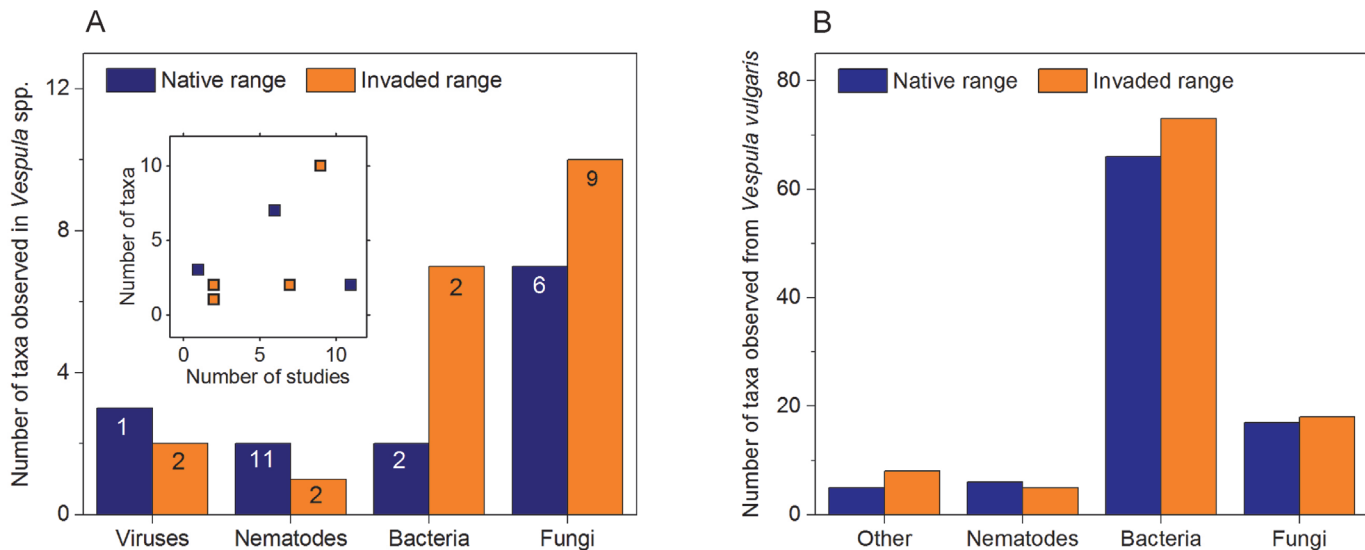 A
Number of taxa observed in Vespula spp.
12
8
4
0
Native range Invaded range
Number of taxa
10
5
0
0 5 10
Number of studies
1
2
11
2
2
2
6
9
Viruses Nematodes Bacteria Fungi
B
Number of taxa observed from Vespula vulgaris
80
60
40
20
0
Native range Invaded range
Other Nematodes Bacteria Fungi